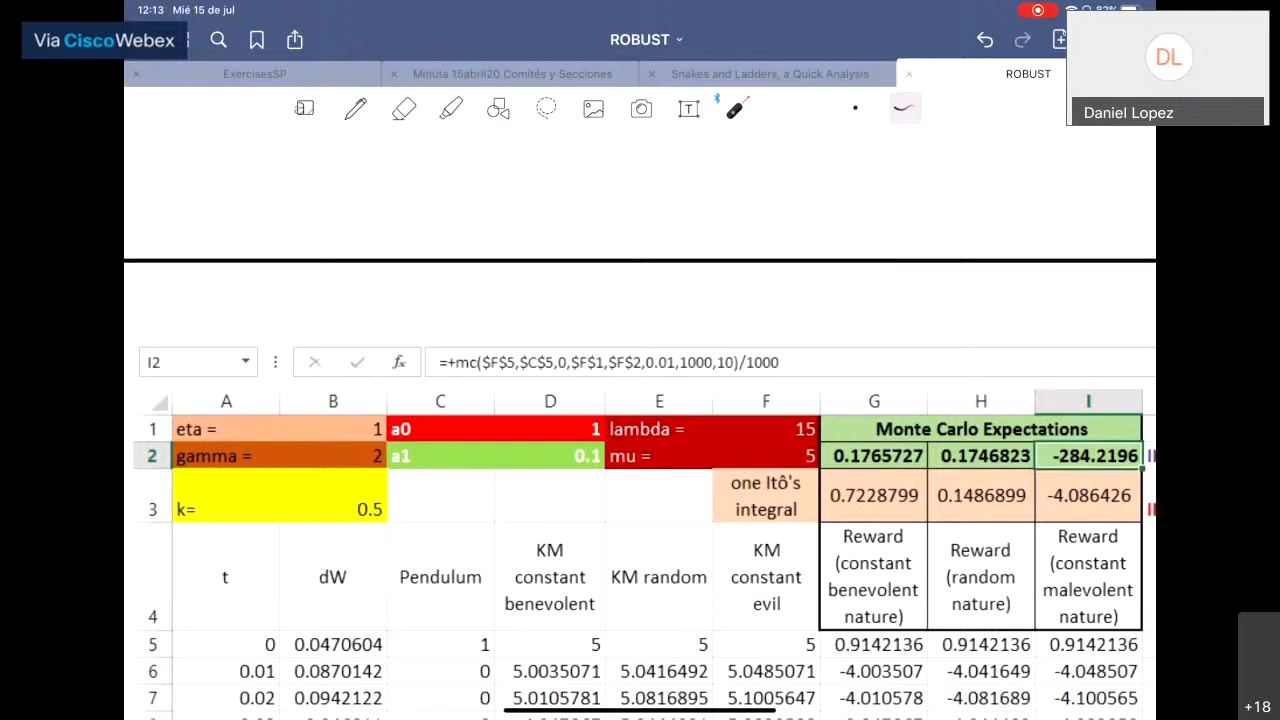 12:13 Mié 15 de jul
82%
Via CiscoWebex
ROBUST
ExercisesSP
Minuta 15abril20 Comités y Secciones
Snakes and Ladders, a Quick Analysis
ROBUST
DL
Daniel Lopez
I2
fx
=+mc($F$5,$C$5,0,$F$1,$F$2,0.01,1000,10)/1000
A B C D E F G H I
1 eta = 1 a0 1 lambda = 15 Monte Carlo Expectations
2 gamma = 2 a1 0.1 mu = 5 0.1765727 0.1746823 -284.2196
3 k= 0.5 one Itô's integral 0.7228799 0.1486899 -4.086426
4 t dW Pendulum KM constant benevolent KM random KM constant evil Reward (constant benevolent nature) Reward (random nature) Reward (constant malevolent nature)
5 0 0.0470604 1 5 5 5 0.9142136 0.9142136 0.9142136
6 0.01 0.0870142 0 5.0035071 5.0416492 5.0485071 -4.003507 -4.041649 -4.048507
7 0.02 0.0942122 0 5.0105781 5.0816895 5.1005647 -4.010578 -4.081689 -4.100565
+18